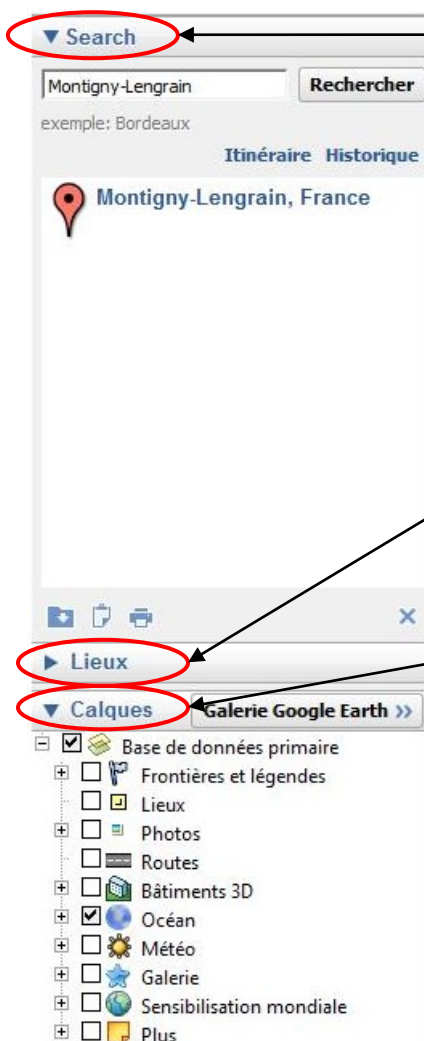 Search
Montigny-Lengrain Rechercher
exemple: Bordeaux
Itinéraire Historique
Montigny-Lengrain, France
Lieux
Calques Galerie Google Earth »
Base de données primaire
Frontières et légendes
Lieux
Photos
Routes
Bâtiments 3D
Océan
Météo
Galerie
Sensibilisation mondiale
Plus